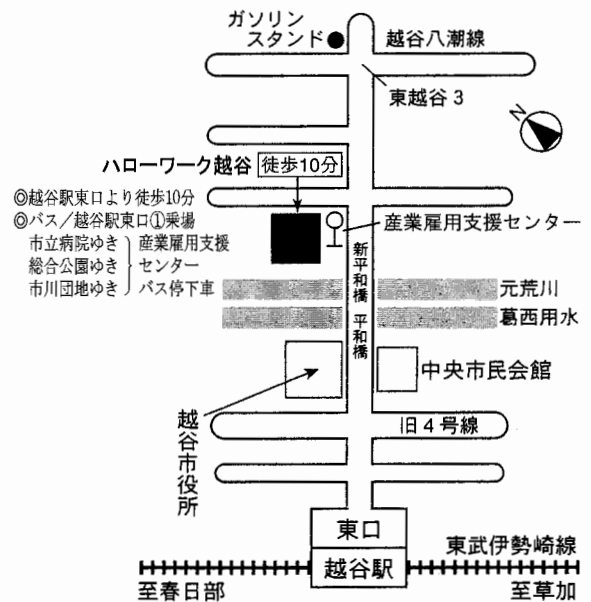 ガソリン
スタンド
越谷八潮線
東越谷3
N
ハローワーク越谷 徒歩10分
◎越谷駅東口より徒歩10分
◎バス／越谷駅東口①乗場
市立病院ゆき
総合公園ゆき
市川団地ゆき
産業雇用支援
センター
バス停下車
産業雇用支援センター
新平和橋
平和橋
元荒川
葛西用水
中央市民会館
越谷市役所
旧4号線
東口
越谷駅
東武伊勢崎線
至春日部
至草加